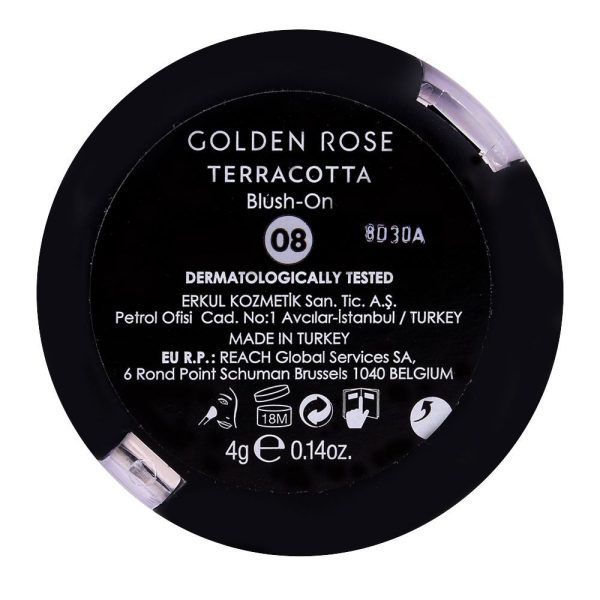 GOLDEN ROSE
TERRACOTTA
Blush-On
08
8D30A
DERMATOLOGICALLY TESTED
ERKUL KOZMETİK San. Tic. A.Ş.
Petrol Ofisi Cad. No:1 Avcılar-İstanbul / TURKEY
MADE IN TURKEY
EU R.P.: REACH Global Services SA,
6 Rond Point Schuman Brussels 1040 BELGIUM
18M
4g ℮ 0.14oz.